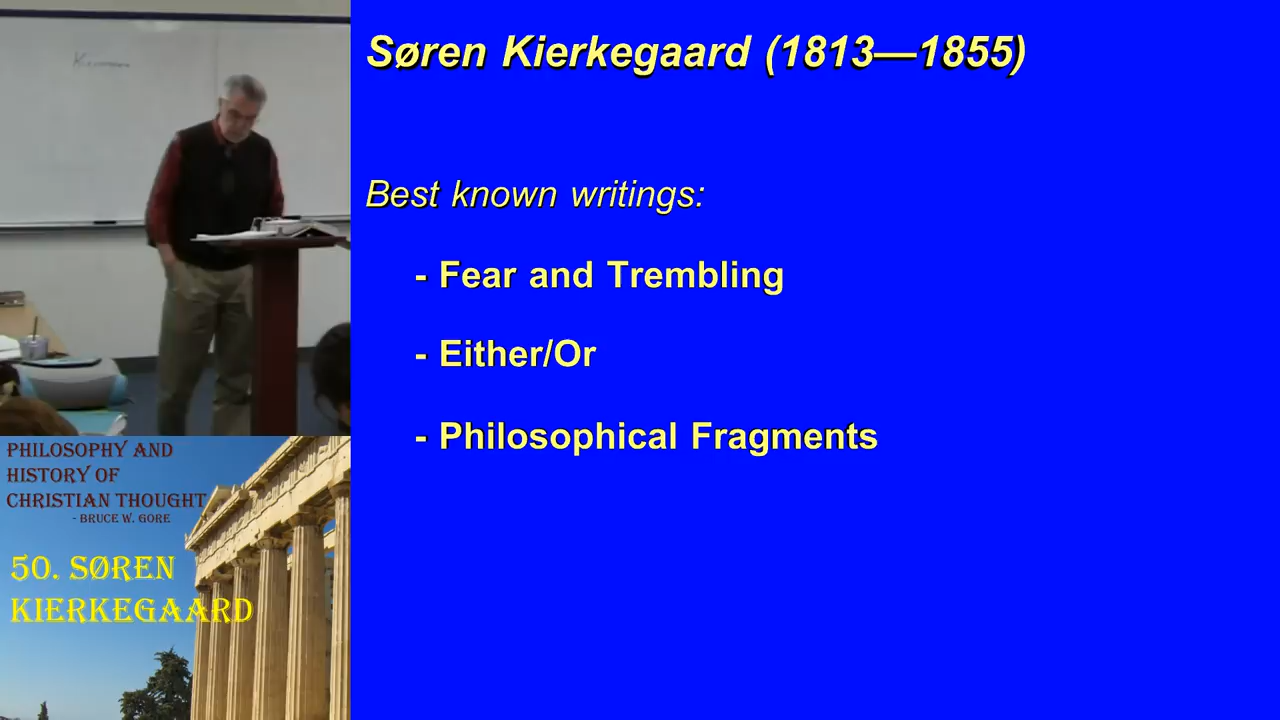 Søren Kierkegaard (1813—1855)
Best known writings:
- Fear and Trembling
- Either/Or
- Philosophical Fragments
PHILOSOPHY AND
HISTORY OF
CHRISTIAN THOUGHT
- BRUCE W. GORE
50. SØREN
KIERKEGAARD